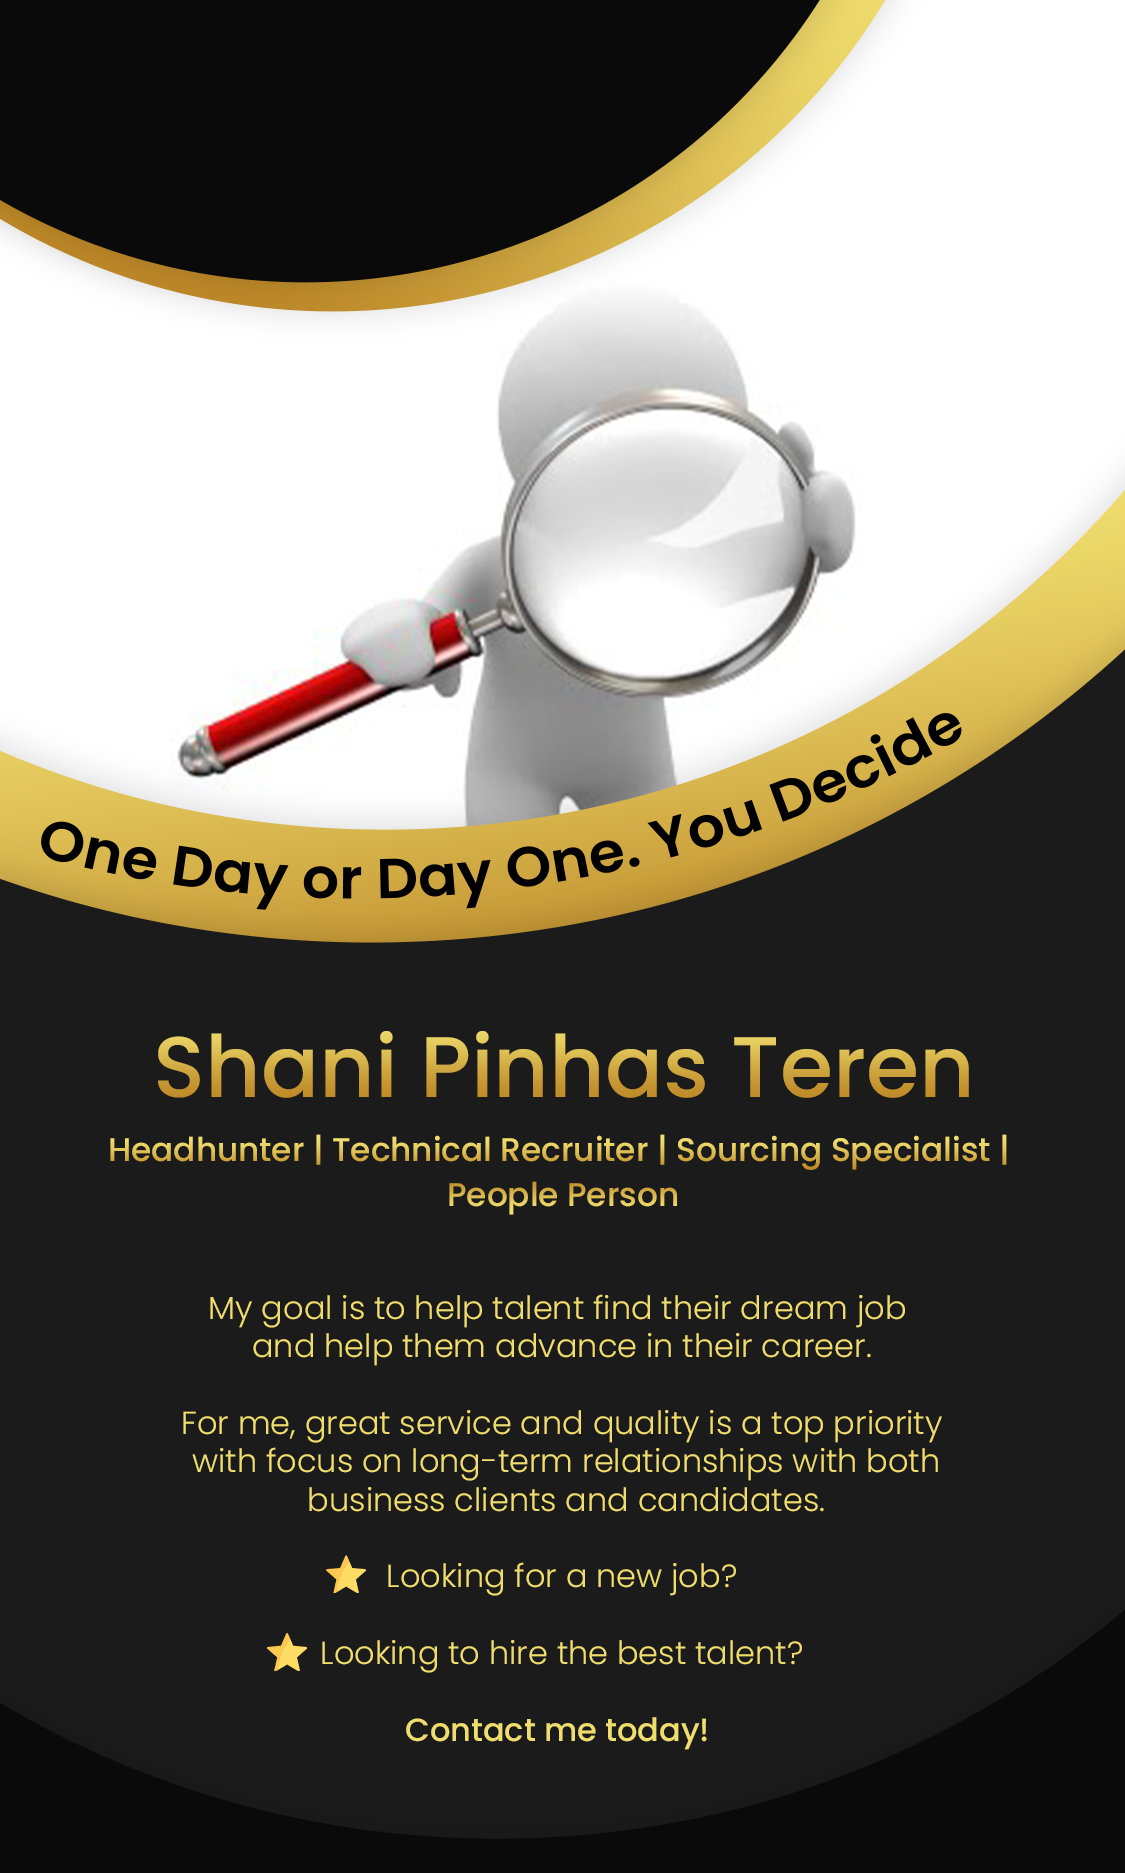 One Day or Day One. You Decide
Shani Pinhas Teren
Headhunter | Technical Recruiter | Sourcing Specialist |
People Person
My goal is to help talent find their dream job
and help them advance in their career.
For me, great service and quality is a top priority
with focus on long-term relationships with both
business clients and candidates.
Looking for a new job?
Looking to hire the best talent?
Contact me today!